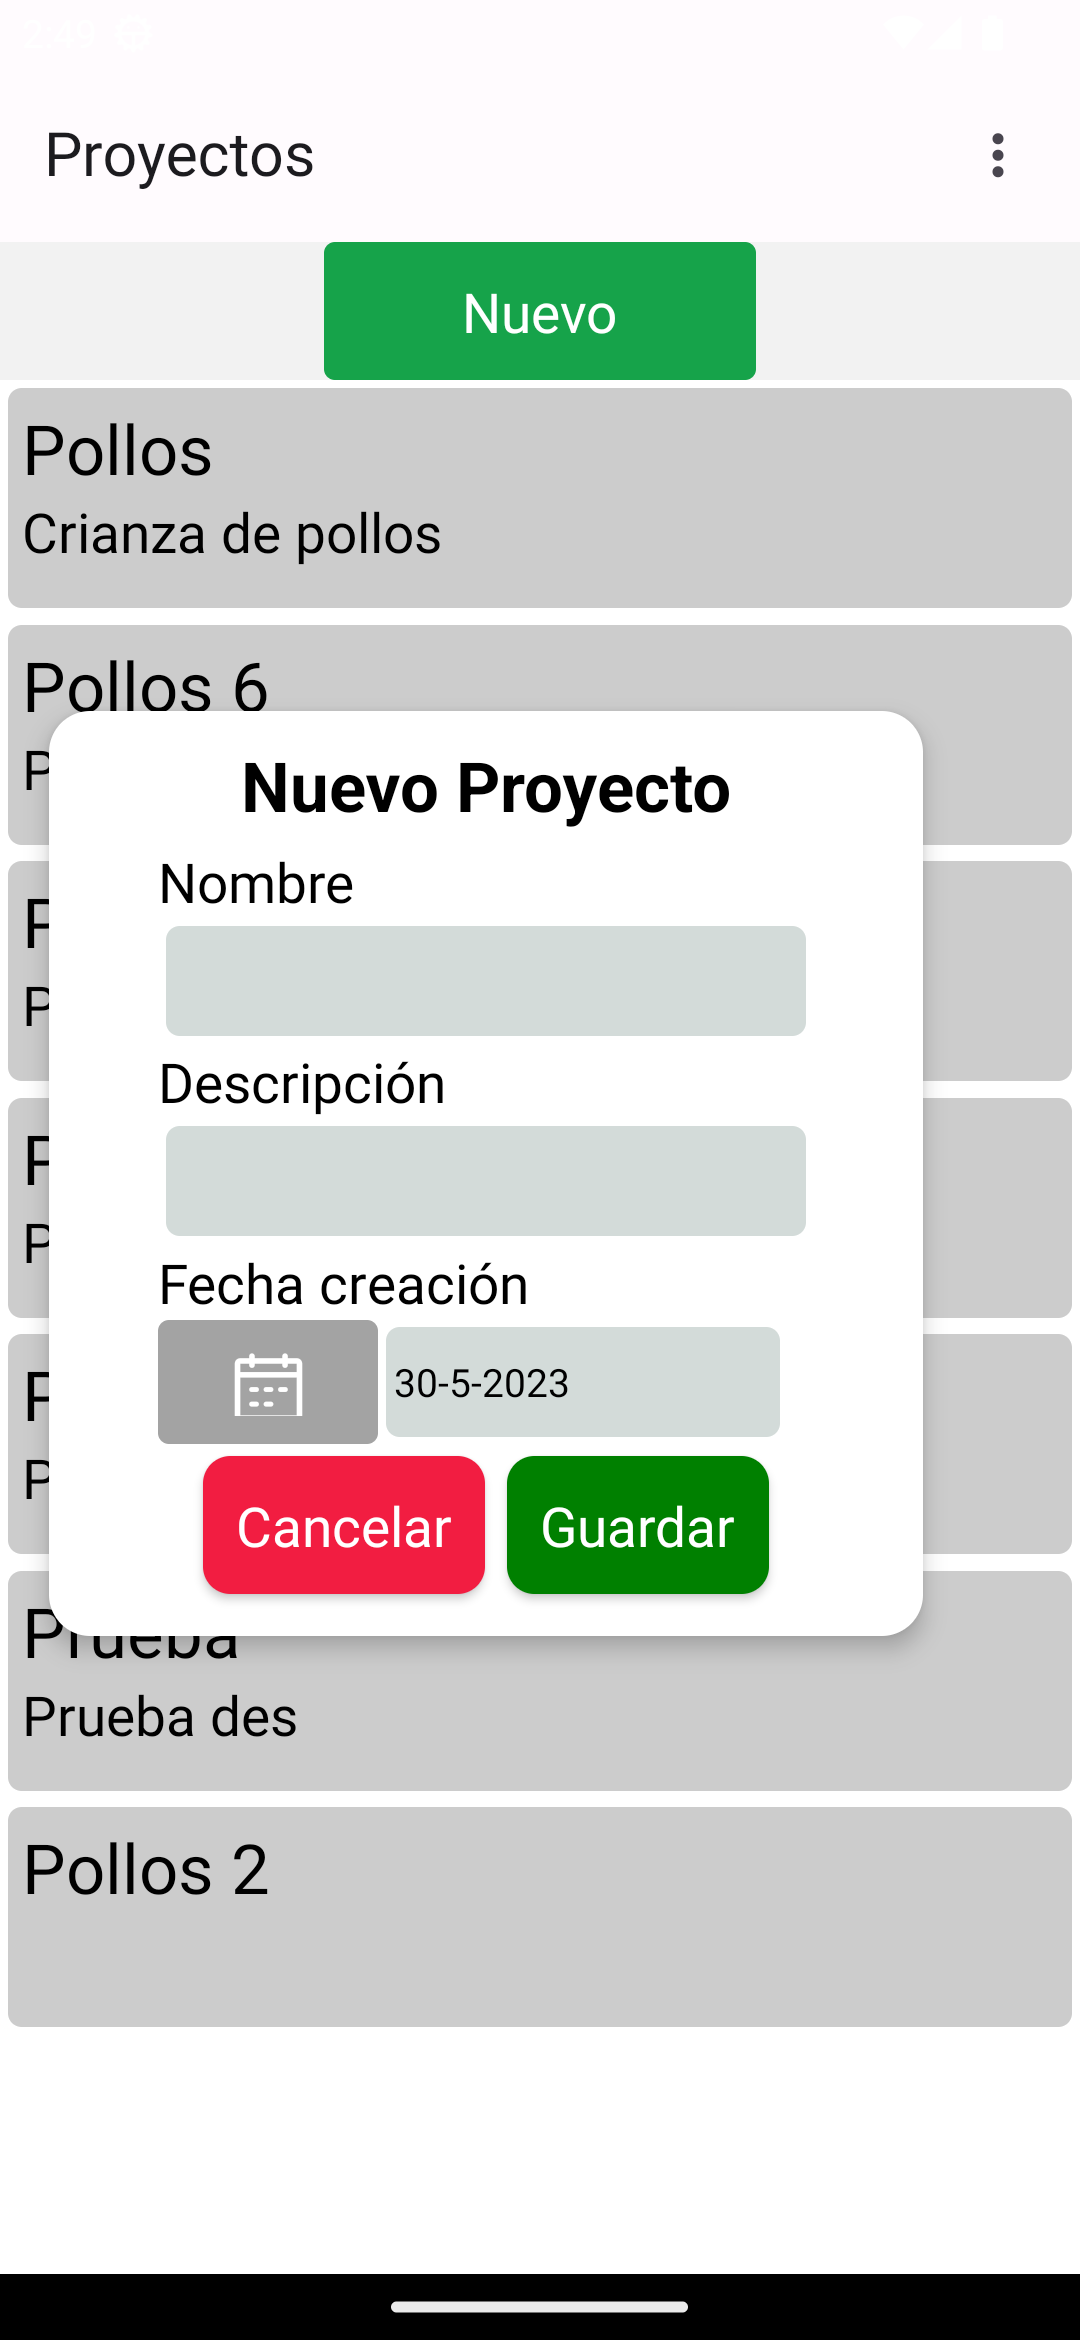 Proyectos
Nuevo
Pollos
Crianza de pollos
Pollos 6
P
P
P
P
P
P
P
Nuevo Proyecto
Nombre
Descripción
Fecha creación
30-5-2023
Cancelar
Guardar
Prueba
Prueba des
Pollos 2